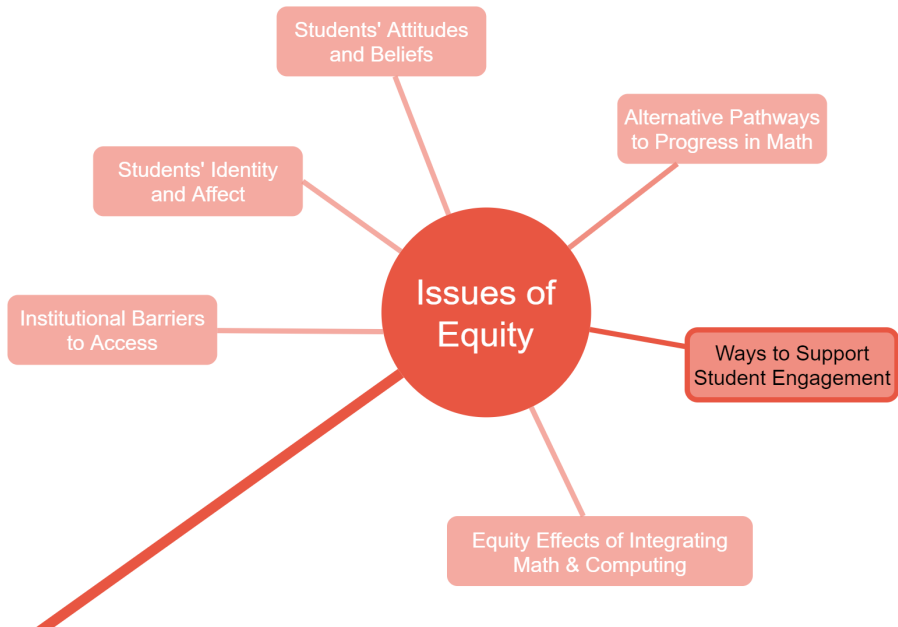 Students' Attitudes
and Beliefs
Alternative Pathways
to Progress in Math
Students' Identity
and Affect
Issues of
Equity
Institutional Barriers
to Access
Ways to Support
Student Engagement
Equity Effects of Integrating
Math & Computing